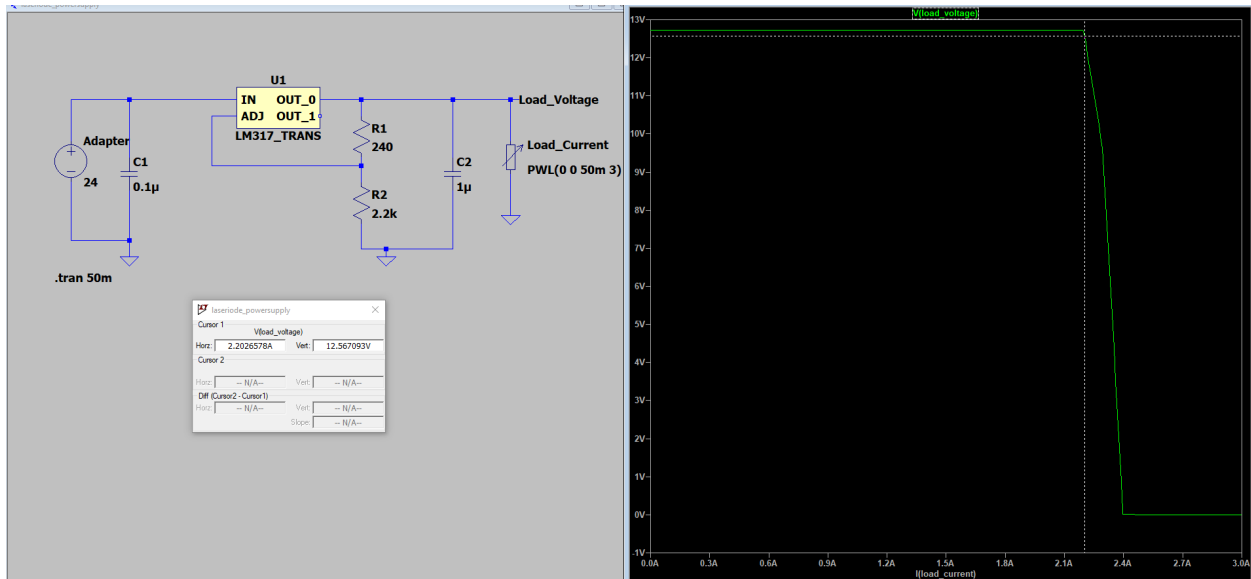 laseriode_powersupply
U1
IN OUT_0
ADJ OUT_1
LM317_TRANS
Adapter
24
C1
0.1µ
R1
240
R2
2.2k
C2
1µ
Load_Voltage
Load_Current
PWL(0 0 50m 3)
.tran 50m
laseriode_powersupply
Cursor 1
V(load_voltage)
Horz: 2.2026578A Vert: 12.567093V
Cursor 2
Horz: -- N/A-- Vert: -- N/A--
Diff (Cursor2 - Cursor1)
Horz: -- N/A-- Vert: -- N/A--
Slope: -- N/A--
V(load_voltage)
13V
12V
11V
10V
9V
8V
7V
6V
5V
4V
3V
2V
1V
0V
-1V
0.0A 0.3A 0.6A 0.9A 1.2A 1.5A 1.8A 2.1A 2.4A 2.7A 3.0A
I(load_current)